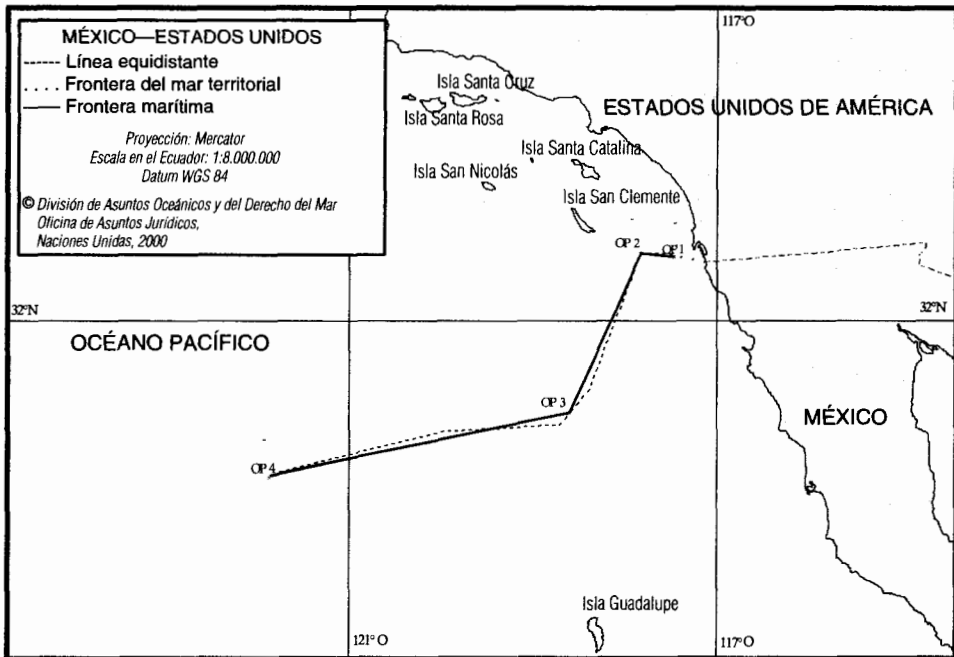 MÉXICO—ESTADOS UNIDOS
Línea equidistante
Frontera del mar territorial
Frontera marítima
Proyección: Mercator
Escala en el Ecuador: 1:8.000.000
Datum WGS 84
© División de Asuntos Oceánicos y del Derecho del Mar
Oficina de Asuntos Jurídicos,
Naciones Unidas, 2000
117°O
Isla Santa Cruz
ESTADOS UNIDOS DE AMÉRICA
Isla Santa Rosa
Isla Santa Catalina
Isla San Nicolás
Isla San Clemente
OP 2
OP 1
32°N
32°N
OCÉANO PACÍFICO
OP 3
MÉXICO
OP 4
Isla Guadalupe
121° O
117°O